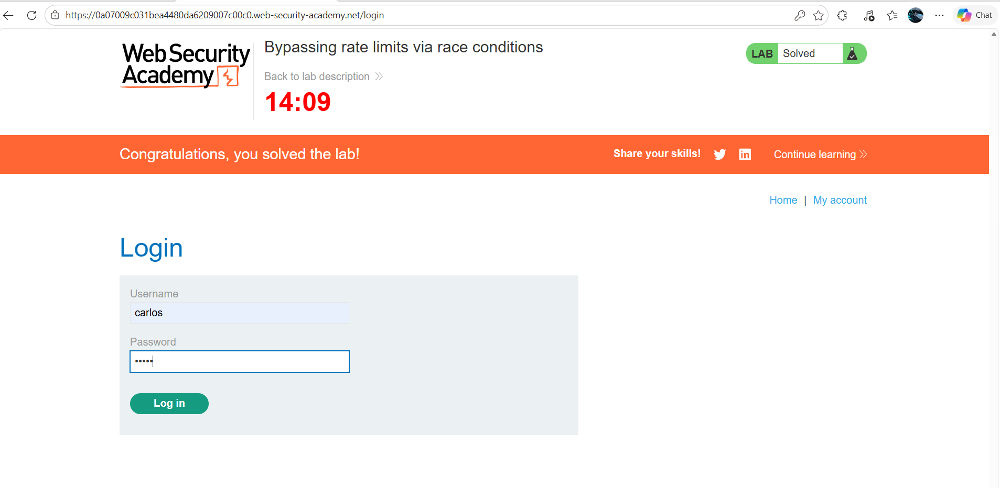 https://0a07009c031bea4480da6209007c00c0.web-security-academy.net/login
Chat
Web Security
Academy
Bypassing rate limits via race conditions
Back to lab description
14:09
LAB Solved
Congratulations, you solved the lab!
Share your skills!
Continue learning
Home | My account
Login
Username
carlos
Password
•••••
Log in